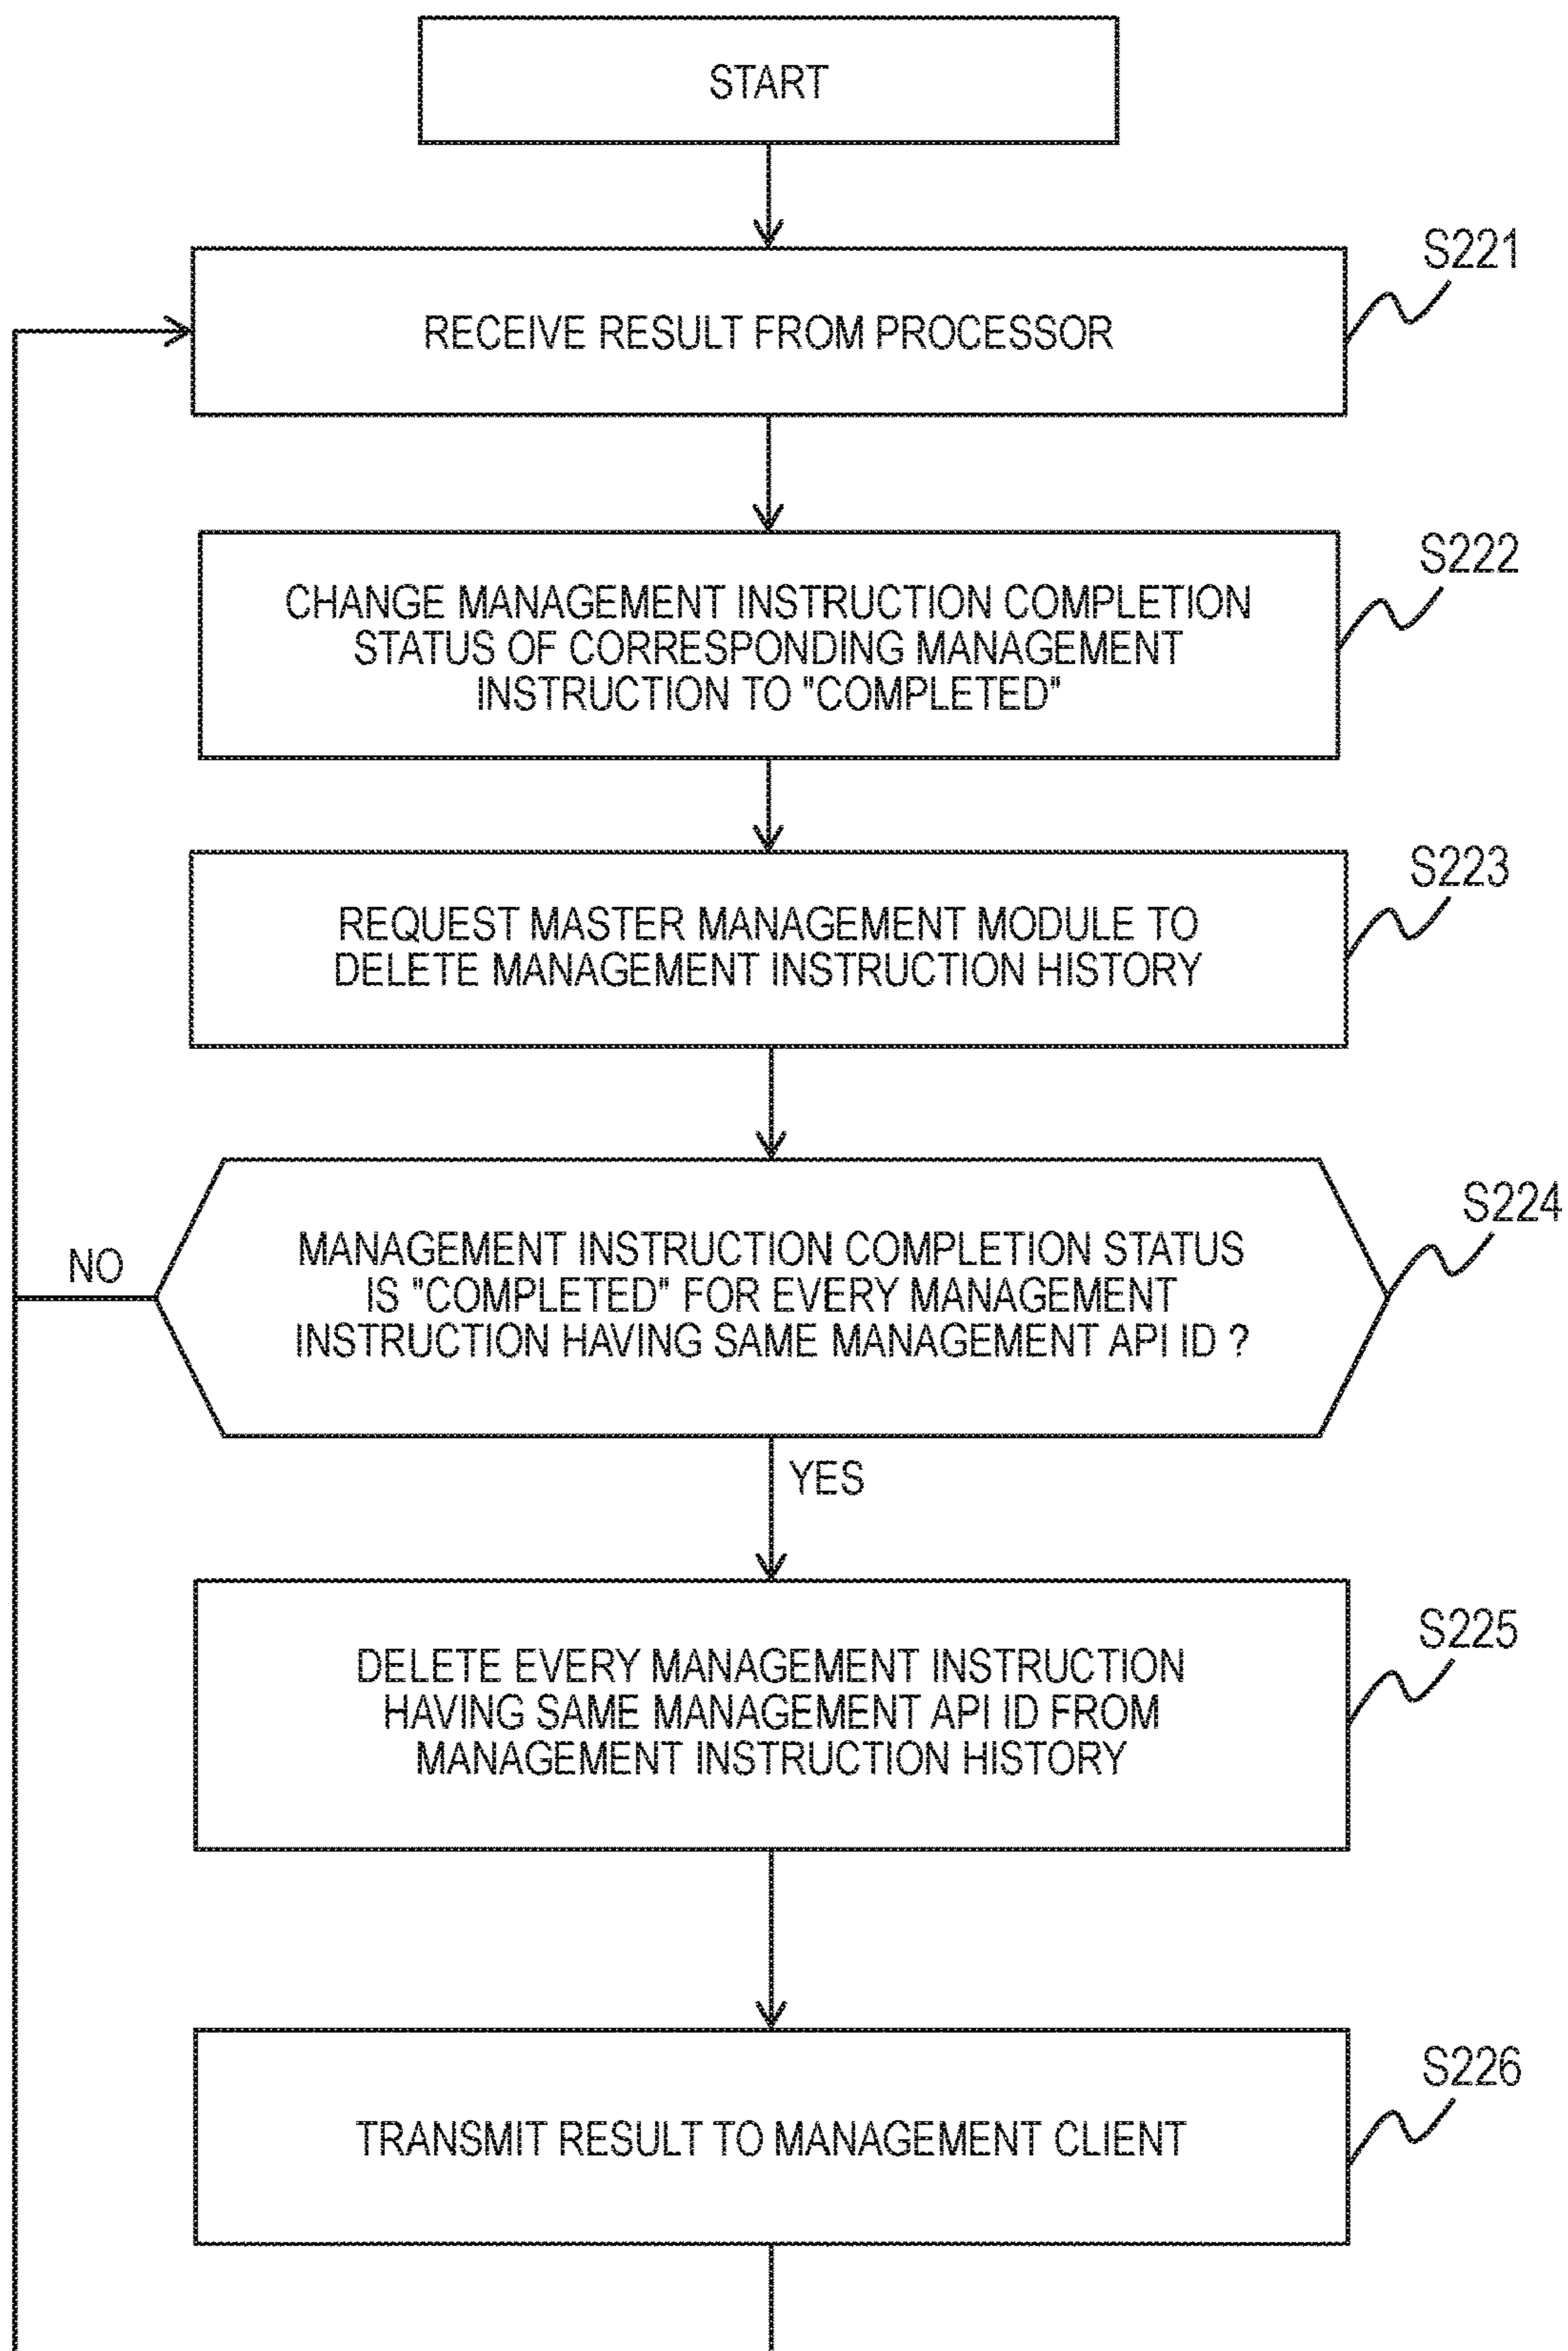 START
S221
RECEIVE RESULT FROM PROCESSOR
S222
CHANGE MANAGEMENT INSTRUCTION COMPLETION
STATUS OF CORRESPONDING MANAGEMENT
INSTRUCTION TO "COMPLETED"
S223
REQUEST MASTER MANAGEMENT MODULE TO
DELETE MANAGEMENT INSTRUCTION HISTORY
S224
NO
MANAGEMENT INSTRUCTION COMPLETION STATUS
IS "COMPLETED" FOR EVERY MANAGEMENT
INSTRUCTION HAVING SAME MANAGEMENT API ID ?
YES
S225
DELETE EVERY MANAGEMENT INSTRUCTION
HAVING SAME MANAGEMENT API ID FROM
MANAGEMENT INSTRUCTION HISTORY
S226
TRANSMIT RESULT TO MANAGEMENT CLIENT